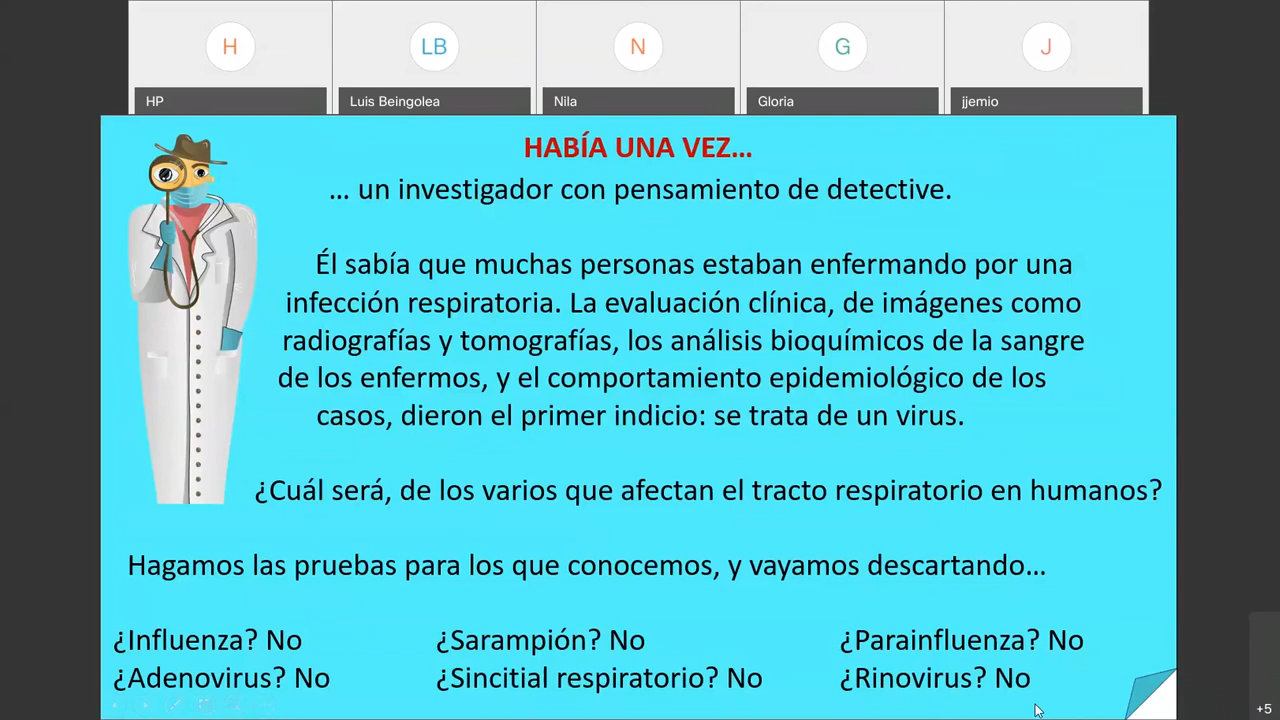 H
LB
N
G
J
HP
Luis Beingolea
Nila
Gloria
jjemio
HABÍA UNA VEZ...
... un investigador con pensamiento de detective.
Él sabía que muchas personas estaban enfermando por una
infección respiratoria. La evaluación clínica, de imágenes como
radiografías y tomografías, los análisis bioquímicos de la sangre
de los enfermos, y el comportamiento epidemiológico de los
casos, dieron el primer indicio: se trata de un virus.
¿Cuál será, de los varios que afectan el tracto respiratorio en humanos?
Hagamos las pruebas para los que conocemos, y vayamos descartando...
¿Influenza? No ¿Sarampión? No ¿Parainfluenza? No
¿Adenovirus? No ¿Sincitial respiratorio? No ¿Rinovirus? No
+5